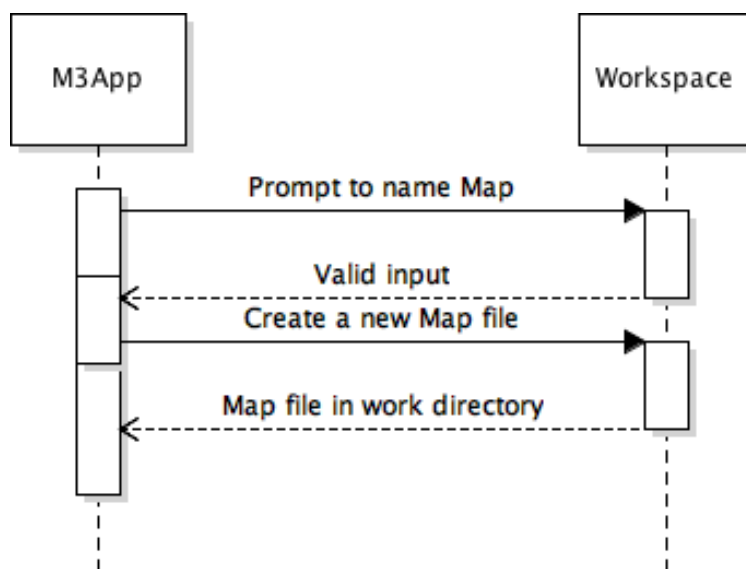 M3App
Workspace
Prompt to name Map
Valid input
Create a new Map file
Map file in work directory